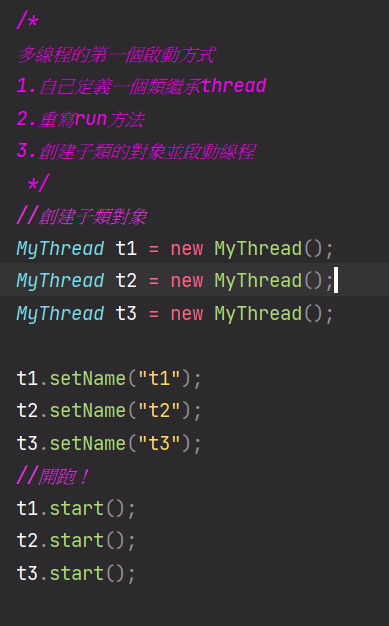 /*
多線程的第一個啟動方式
1.自己定義一個類繼承thread
2.重寫run方法
3.創建子類的對象並啟動線程
*/
//創建子類對象
MyThread t1 = new MyThread();
MyThread t2 = new MyThread();
MyThread t3 = new MyThread();
t1.setName("t1");
t2.setName("t2");
t3.setName("t3");
//開跑！
t1.start();
t2.start();
t3.start();